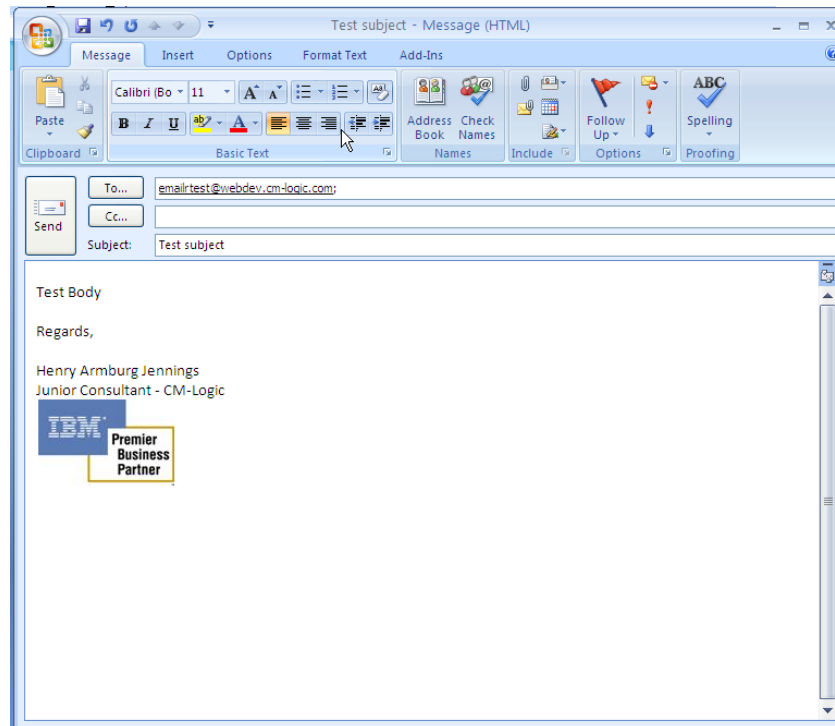 Test subject - Message (HTML)
Message Insert Options Format Text Add-Ins
Paste
Clipboard
Calibri (Bo 11 A A
B I U ab A
Basic Text
Address Book
Check Names
Names
Include
Follow Up
Options
ABC
Spelling
Proofing
Send
To... emailrtest@webdev.cm-logic.com;
Cc...
Subject: Test subject
Test Body
Regards,
Henry Armburg Jennings
Junior Consultant - CM-Logic
IBM
Premier
Business
Partner